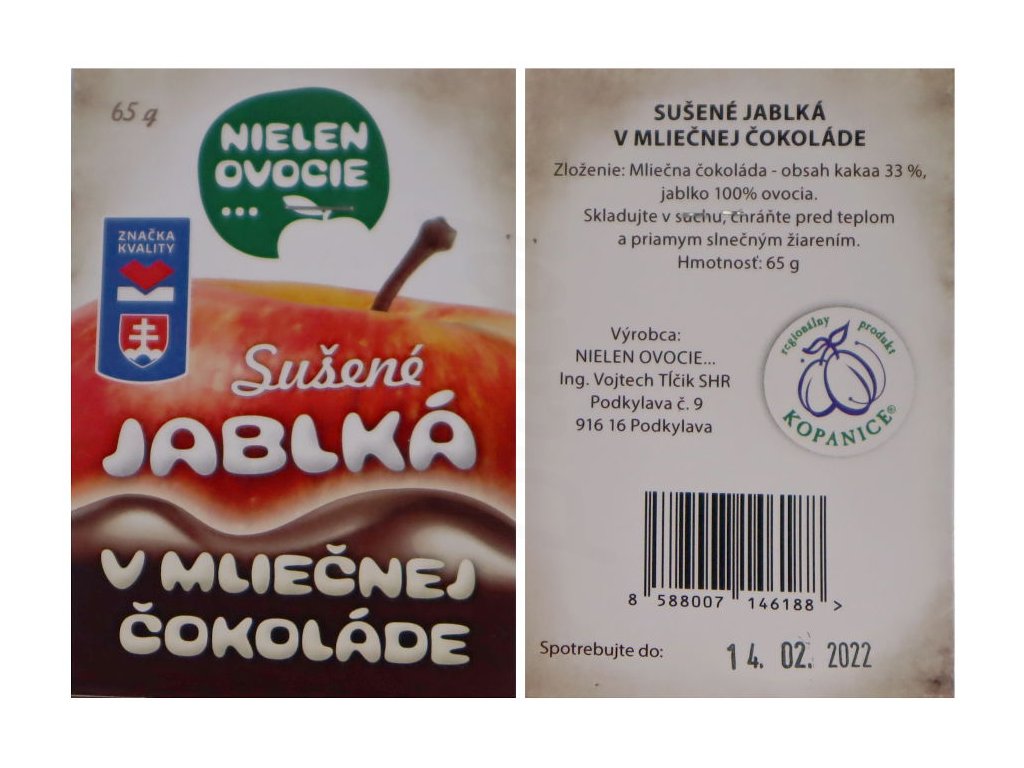 65 g
NIELEN
OVOCIE
...
ZNAČKA
KVALITY
Sušené
JABLKÁ
V MLIEČNEJ
ČOKOLÁDE
SUŠENÉ JABLKÁ
V MLIEČNEJ ČOKOLÁDE
Zloženie: Mliečna čokoláda - obsah kakaa 33 %,
jablko 100% ovocia.
Skladujte v suchu, chráňte pred teplom
a priamym slnečným žiarením.
Hmotnosť: 65 g
Výrobca:
NIELEN OVOCIE...
Ing. Vojtech Tĺčik SHR
Podkylava č. 9
916 16 Podkylava
regionálny produkt
KOPANICE®
8 588007 146188 >
Spotrebujte do: 14. 02. 2022